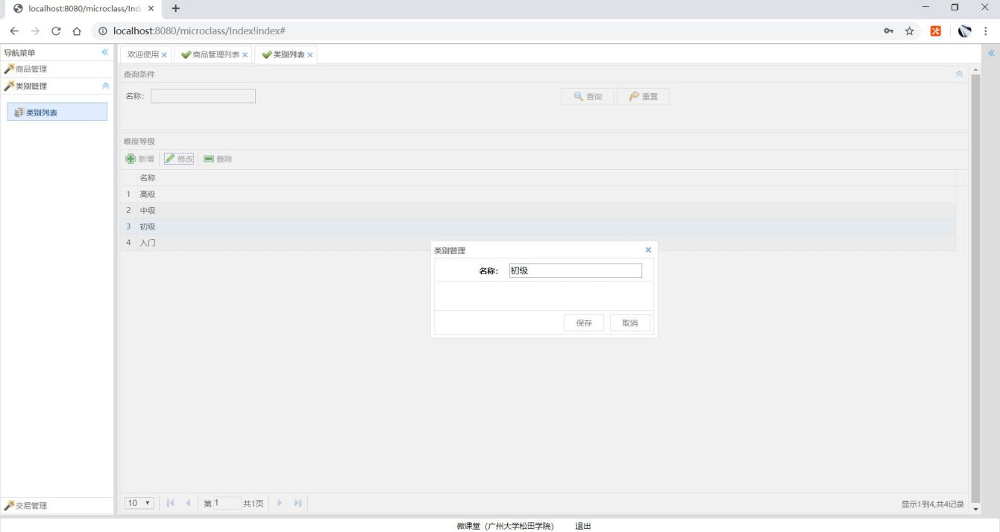 localhost:8080/microclass/Ind
localhost:8080/microclass/Index!index#
导航菜单
商品管理
类别管理
类别列表
交易管理
欢迎使用 商品管理列表 类别列表
查询条件
名称: 查询 重置
难度等级
新增 修改 删除
名称
1 高级
2 中级
3 初级
4 入门
类别管理
名称: 初级
保存 取消
10 第 1 共1页 显示1到4,共4记录
微课堂（广州大学松田学院） 退出